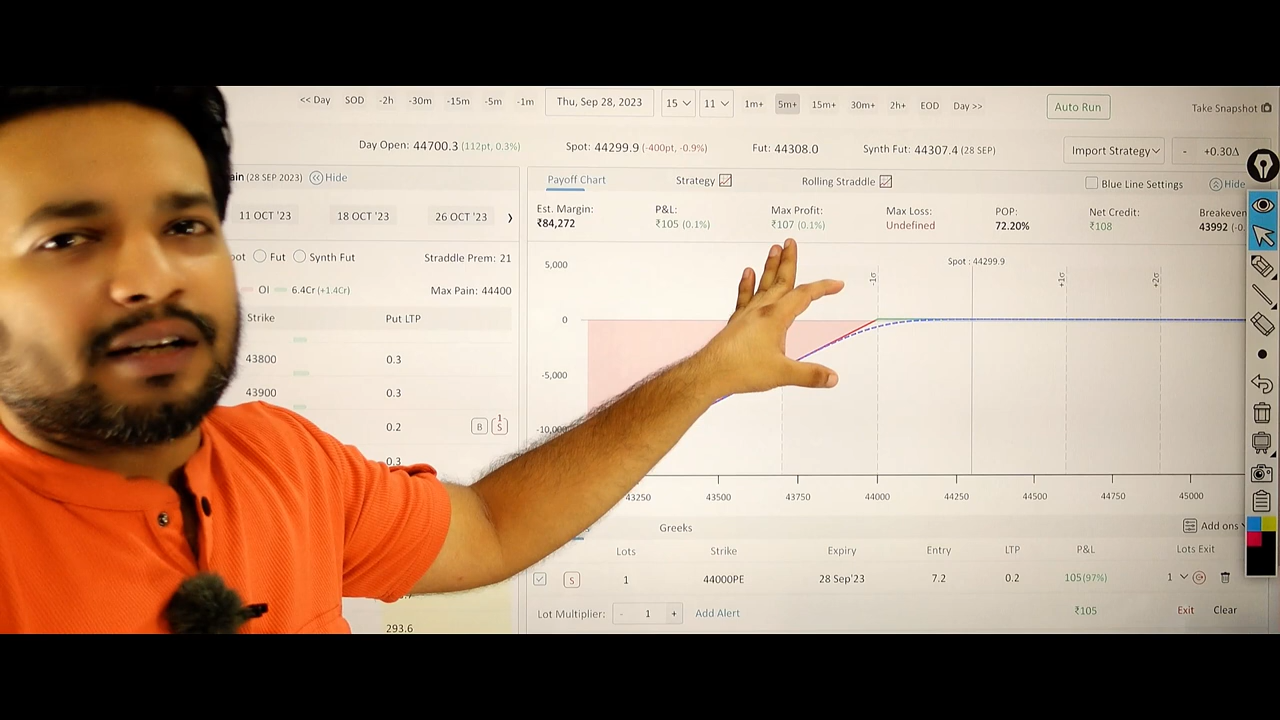 << Day SOD -2h -30m -15m -5m -1m Thu, Sep 28, 2023 15 11 1m+ 5m+ 15m+ 30m+ 2h+ EOD Day >> Auto Run Take Snapshot
Day Open: 44700.3 (112pt, 0.3%) Spot: 44299.9 (-400pt, -0.9%) Fut: 44308.0 Synth Fut: 44307.4 (28 SEP) Import Strategy - +0.30Δ
ain (28 SEP 2023) Hide
11 OCT '23 18 OCT '23 26 OCT '23
oot Fut Synth Fut Straddle Prem: 21
OI 6.4Cr (+1.4Cr) Max Pain: 44400
Strike Put LTP
43800 0.3
43900 0.3
0.2 B 1 S
0.3
293.6
Payoff Chart Strategy Rolling Straddle Blue Line Settings Hide
Est. Margin: P&L: Max Profit: Max Loss: POP: Net Credit: Breakeven
₹84,272 ₹105 (0.1%) ₹107 (0.1%) Undefined 72.20% ₹108 43992 (-0.
Spot : 44299.9
5,000
-1σ +1σ +2σ
0
-5,000
-10,000
43250 43500 43750 44000 44250 44500 44750 45000
Greeks Add ons
Lots Strike Expiry Entry LTP P&L Lots Exit
S 1 44000PE 28 Sep'23 7.2 0.2 105 (97%) 1
Lot Multiplier: - 1 + Add Alert ₹105 Exit Clear